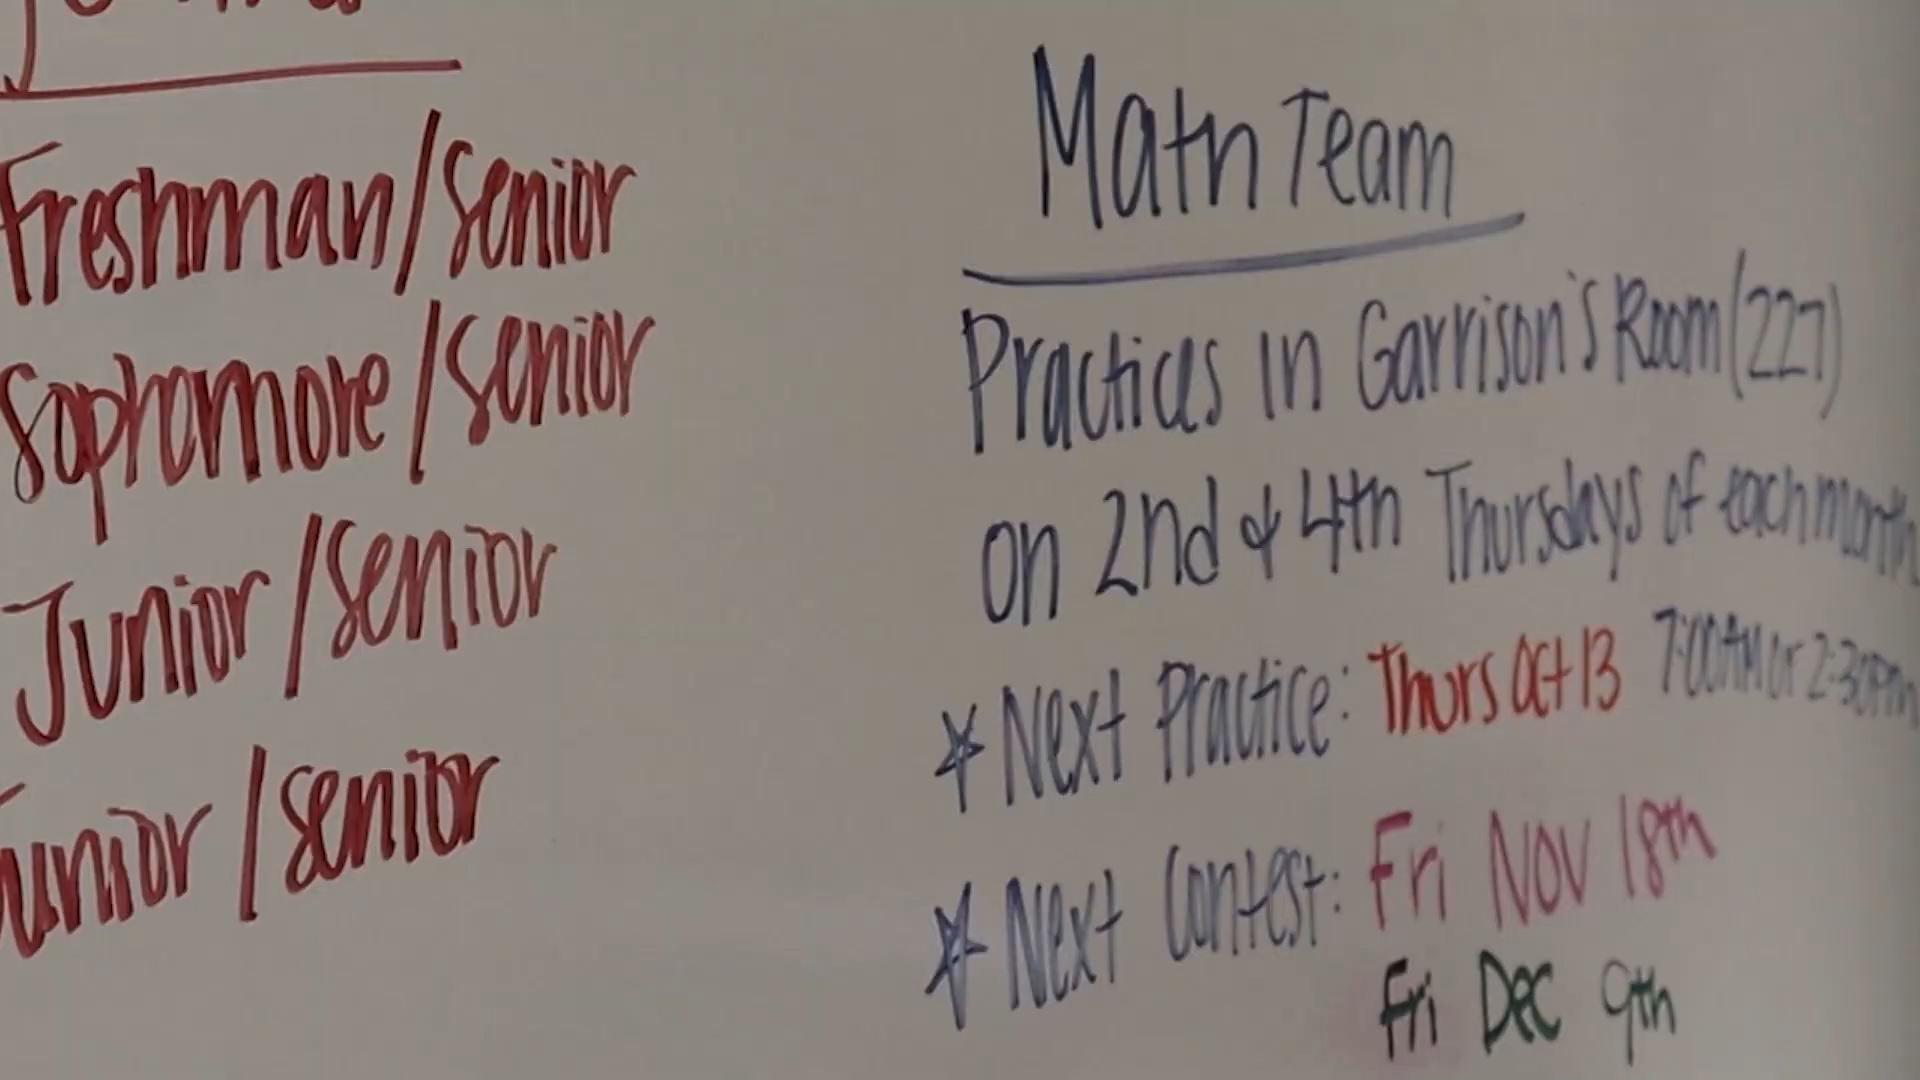 Freshman/Senior
Sophomore/Senior
Junior/Senior
Junior/Senior
Math Team
Practices in Garrison's Room (227)
on 2nd & 4th Thursdays of each month
* Next Practice: Thurs Oct 13 7:00AM or 2:30PM
* Next Contest: Fri Nov 18th
Fri Dec 9th